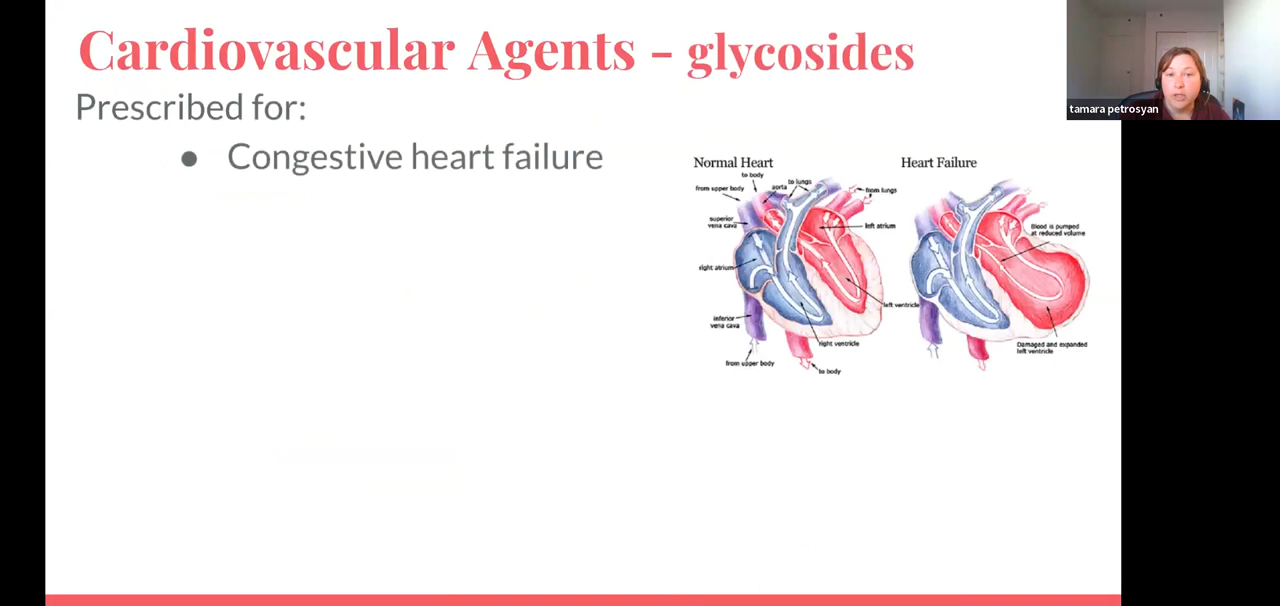 Cardiovascular Agents - glycosides
tamara petrosyan
Prescribed for:
● Congestive heart failure
Normal Heart
to body
to lungs
from upper body
aorta
from lungs
superior
vena cava
left atrium
right atrium
left ventricle
inferior
vena cava
right ventricle
from upper body
to body
Heart Failure
Blood is pumped
at reduced volume
Damaged and expanded
left ventricle